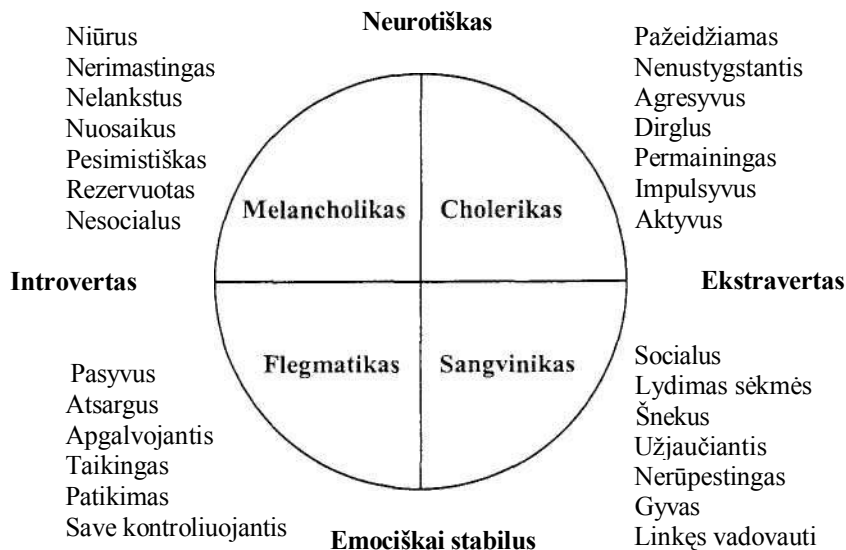 Neurotiškas
Niūrus
Nerimastingas
Nelankstus
Nuosaikus
Pesimistiškas
Rezervuotas
Nesocialus
Pažeidžiamas
Nenustygstantis
Agresyvus
Dirglus
Permainingas
Impulsyvus
Aktyvus
Melancholikas
Cholerikas
Introvertas
Ekstravertas
Flegmatikas
Sangvinikas
Pasyvus
Atsargus
Apgalvojantis
Taikingas
Patikimas
Save kontroliuojantis
Socialus
Lydimas sėkmės
Šnekus
Užjaučiantis
Nerūpestingas
Gyvas
Linkęs vadovauti
Emociškai stabilus